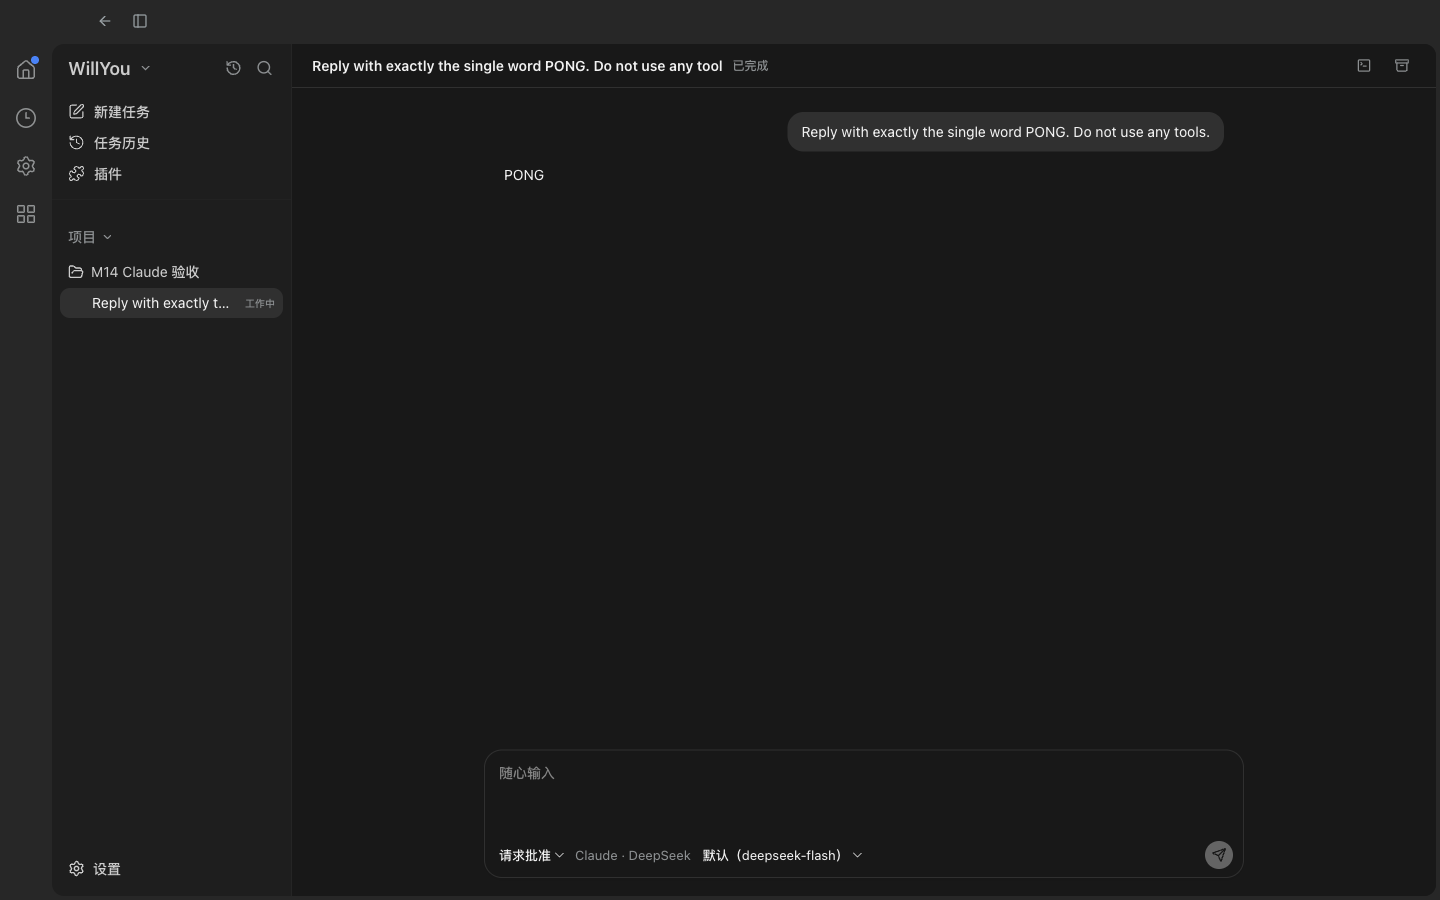 WillYou
新建任务
任务历史
插件
项目
M14 Claude 验收
Reply with exactly t... 工作中
设置
Reply with exactly the single word PONG. Do not use any tool 已完成
Reply with exactly the single word PONG. Do not use any tools.
PONG
随心输入
请求批准 Claude · DeepSeek 默认（deepseek-flash）